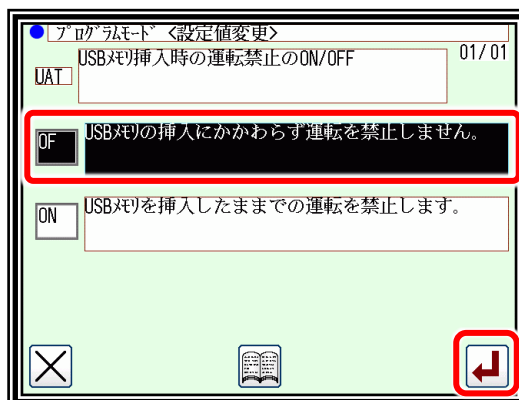 ﾌﾟﾛｸﾞﾗﾑﾓｰﾄﾞ 〈設定値変更〉
USBﾒﾓﾘ挿入時の運転禁止のON/OFF
01/01
UAT
OF
USBﾒﾓﾘの挿入にかかわらず運転を禁止しません。
ON
USBﾒﾓﾘを挿入したままでの運転を禁止します。